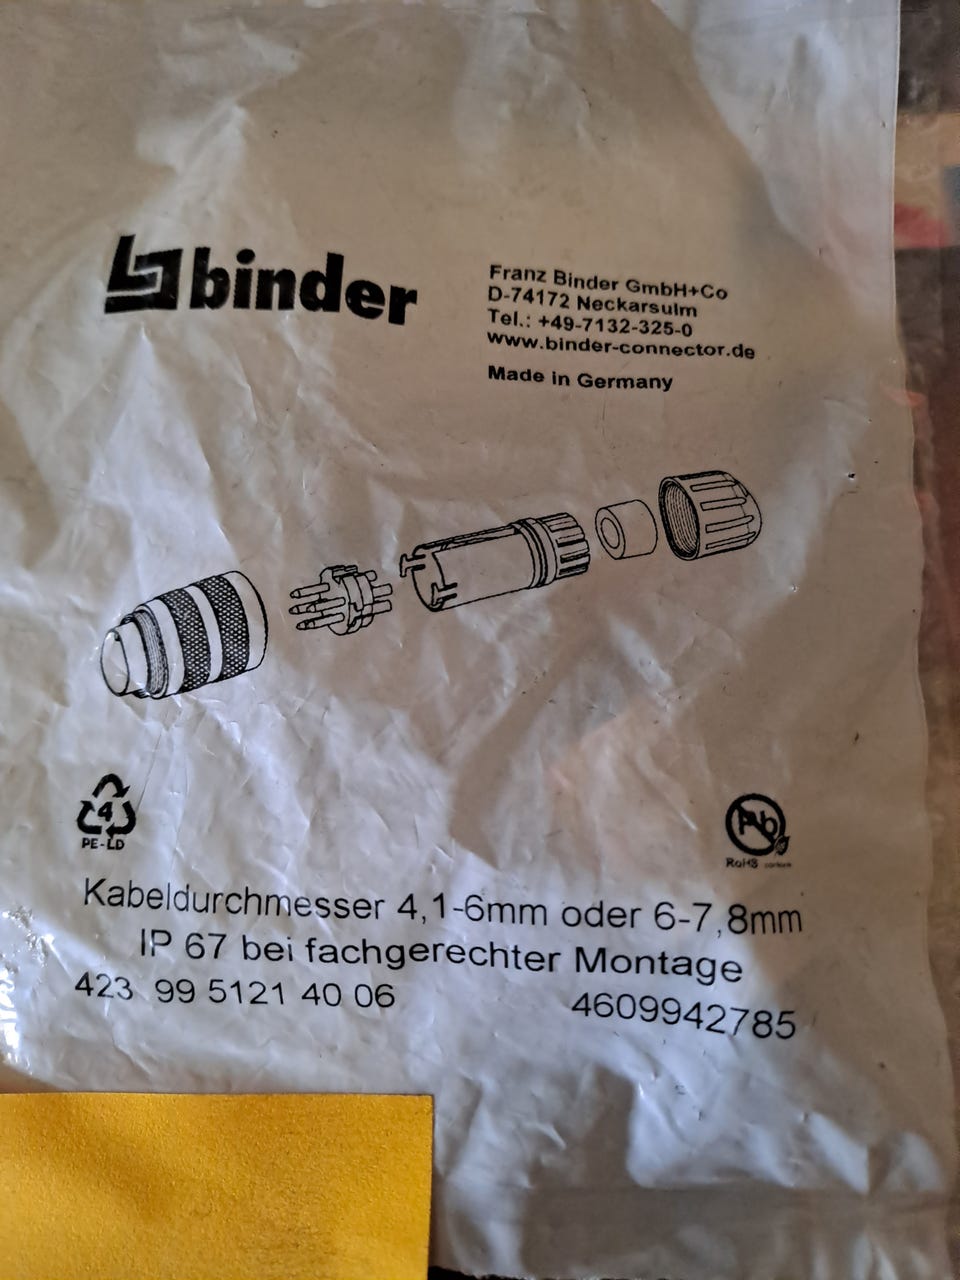 binder
Franz Binder GmbH+Co
D-74172 Neckarsulm
Tel.: +49-7132-325-0
www.binder-connector.de
Made in Germany
4
PE-LD
Pb
RoHS conform
Kabeldurchmesser 4,1-6mm oder 6-7,8mm
IP 67 bei fachgerechter Montage
423 99 5121 40 06
4609942785